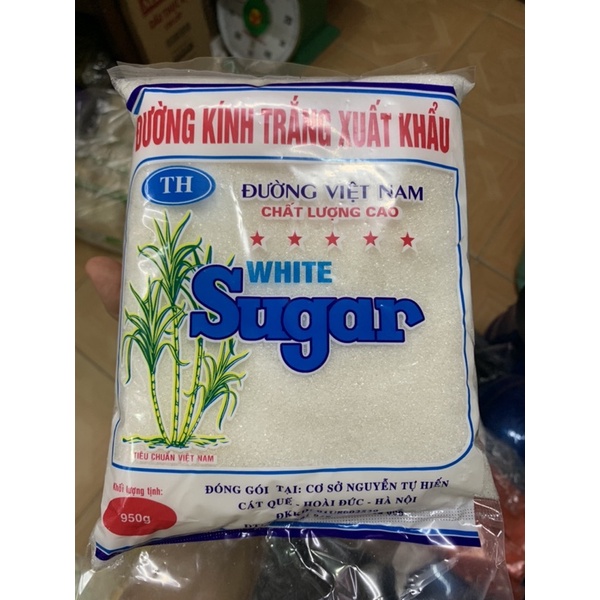 ĐƯỜNG KÍNH TRẮNG XUẤT KHẨU
TH
ĐƯỜNG VIỆT NAM
CHẤT LƯỢNG CAO
WHITE
Sugar
TIÊU CHUẨN VIỆT NAM
Khối lượng tịnh:
950g
ĐÓNG GÓI TẠI: CƠ SỞ NGUYỄN TỰ HIẾN
CÁT QUẾ - HOÀI ĐỨC - HÀ NỘI